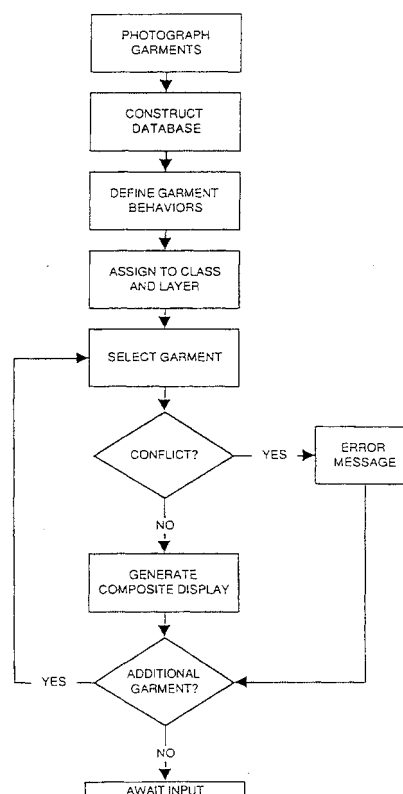 PHOTOGRAPH
GARMENTS
CONSTRUCT
DATABASE
DEFINE GARMENT
BEHAVIORS
ASSIGN TO CLASS
AND LAYER
SELECT GARMENT
CONFLICT?
YES
ERROR
MESSAGE
NO
GENERATE
COMPOSITE DISPLAY
ADDITIONAL
GARMENT?
YES
NO
AWAIT INPUT